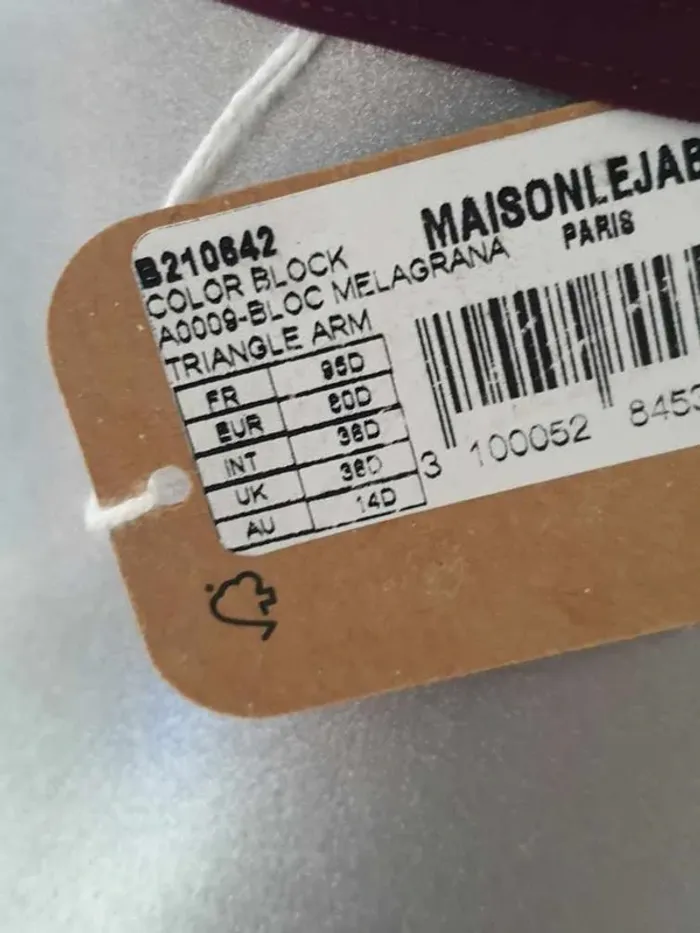 MAISONLEJAB
PARIS
B210642
COLOR BLOCK
A0009-BLOC MELAGRANA
TRIANGLE ARM
FR 95D
EUR 80D
INT 36D
UK 36D
AU 14D
3 100052 8453